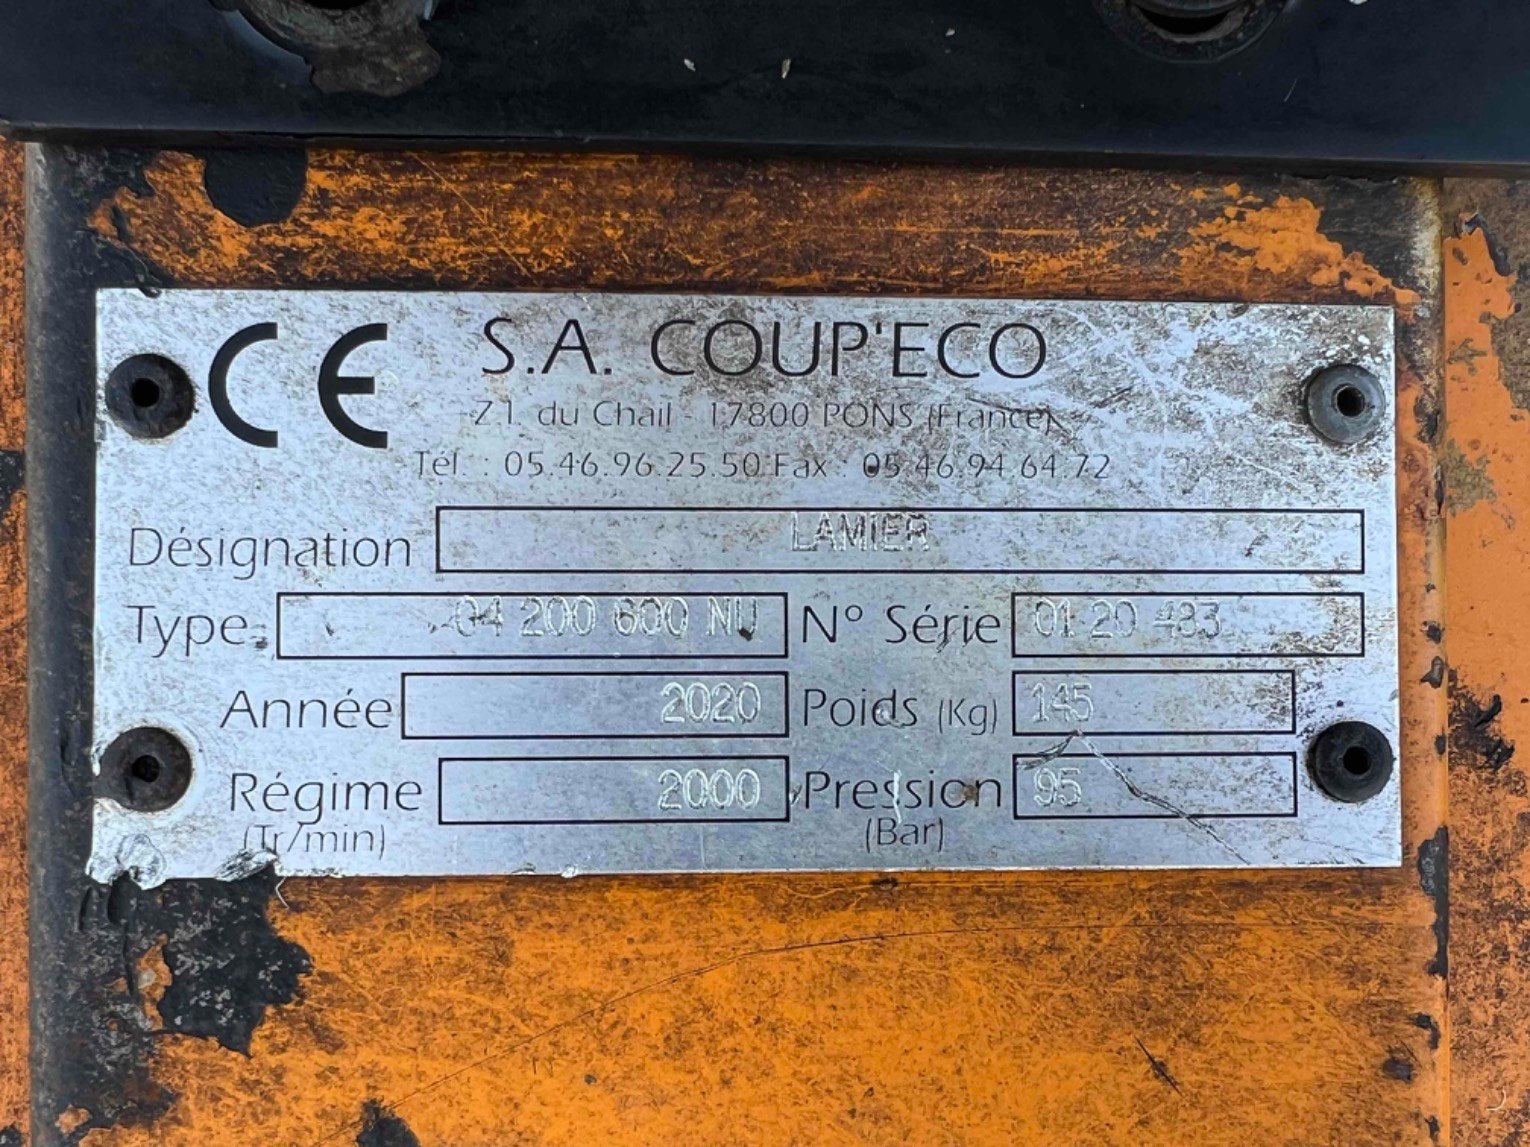 CE S.A. COUP'ECO
Z.I. du Chail - 17800 PONS (France)
Tél. : 05.46.96.25.50 Fax : 05.46.94.64.72
Désignation LAMIER
Type 04 200 600 NU N° Série 01 20 483
Année 2020 Poids (Kg) 145
Régime 2000 Pression 95
(Tr/min) (Bar)